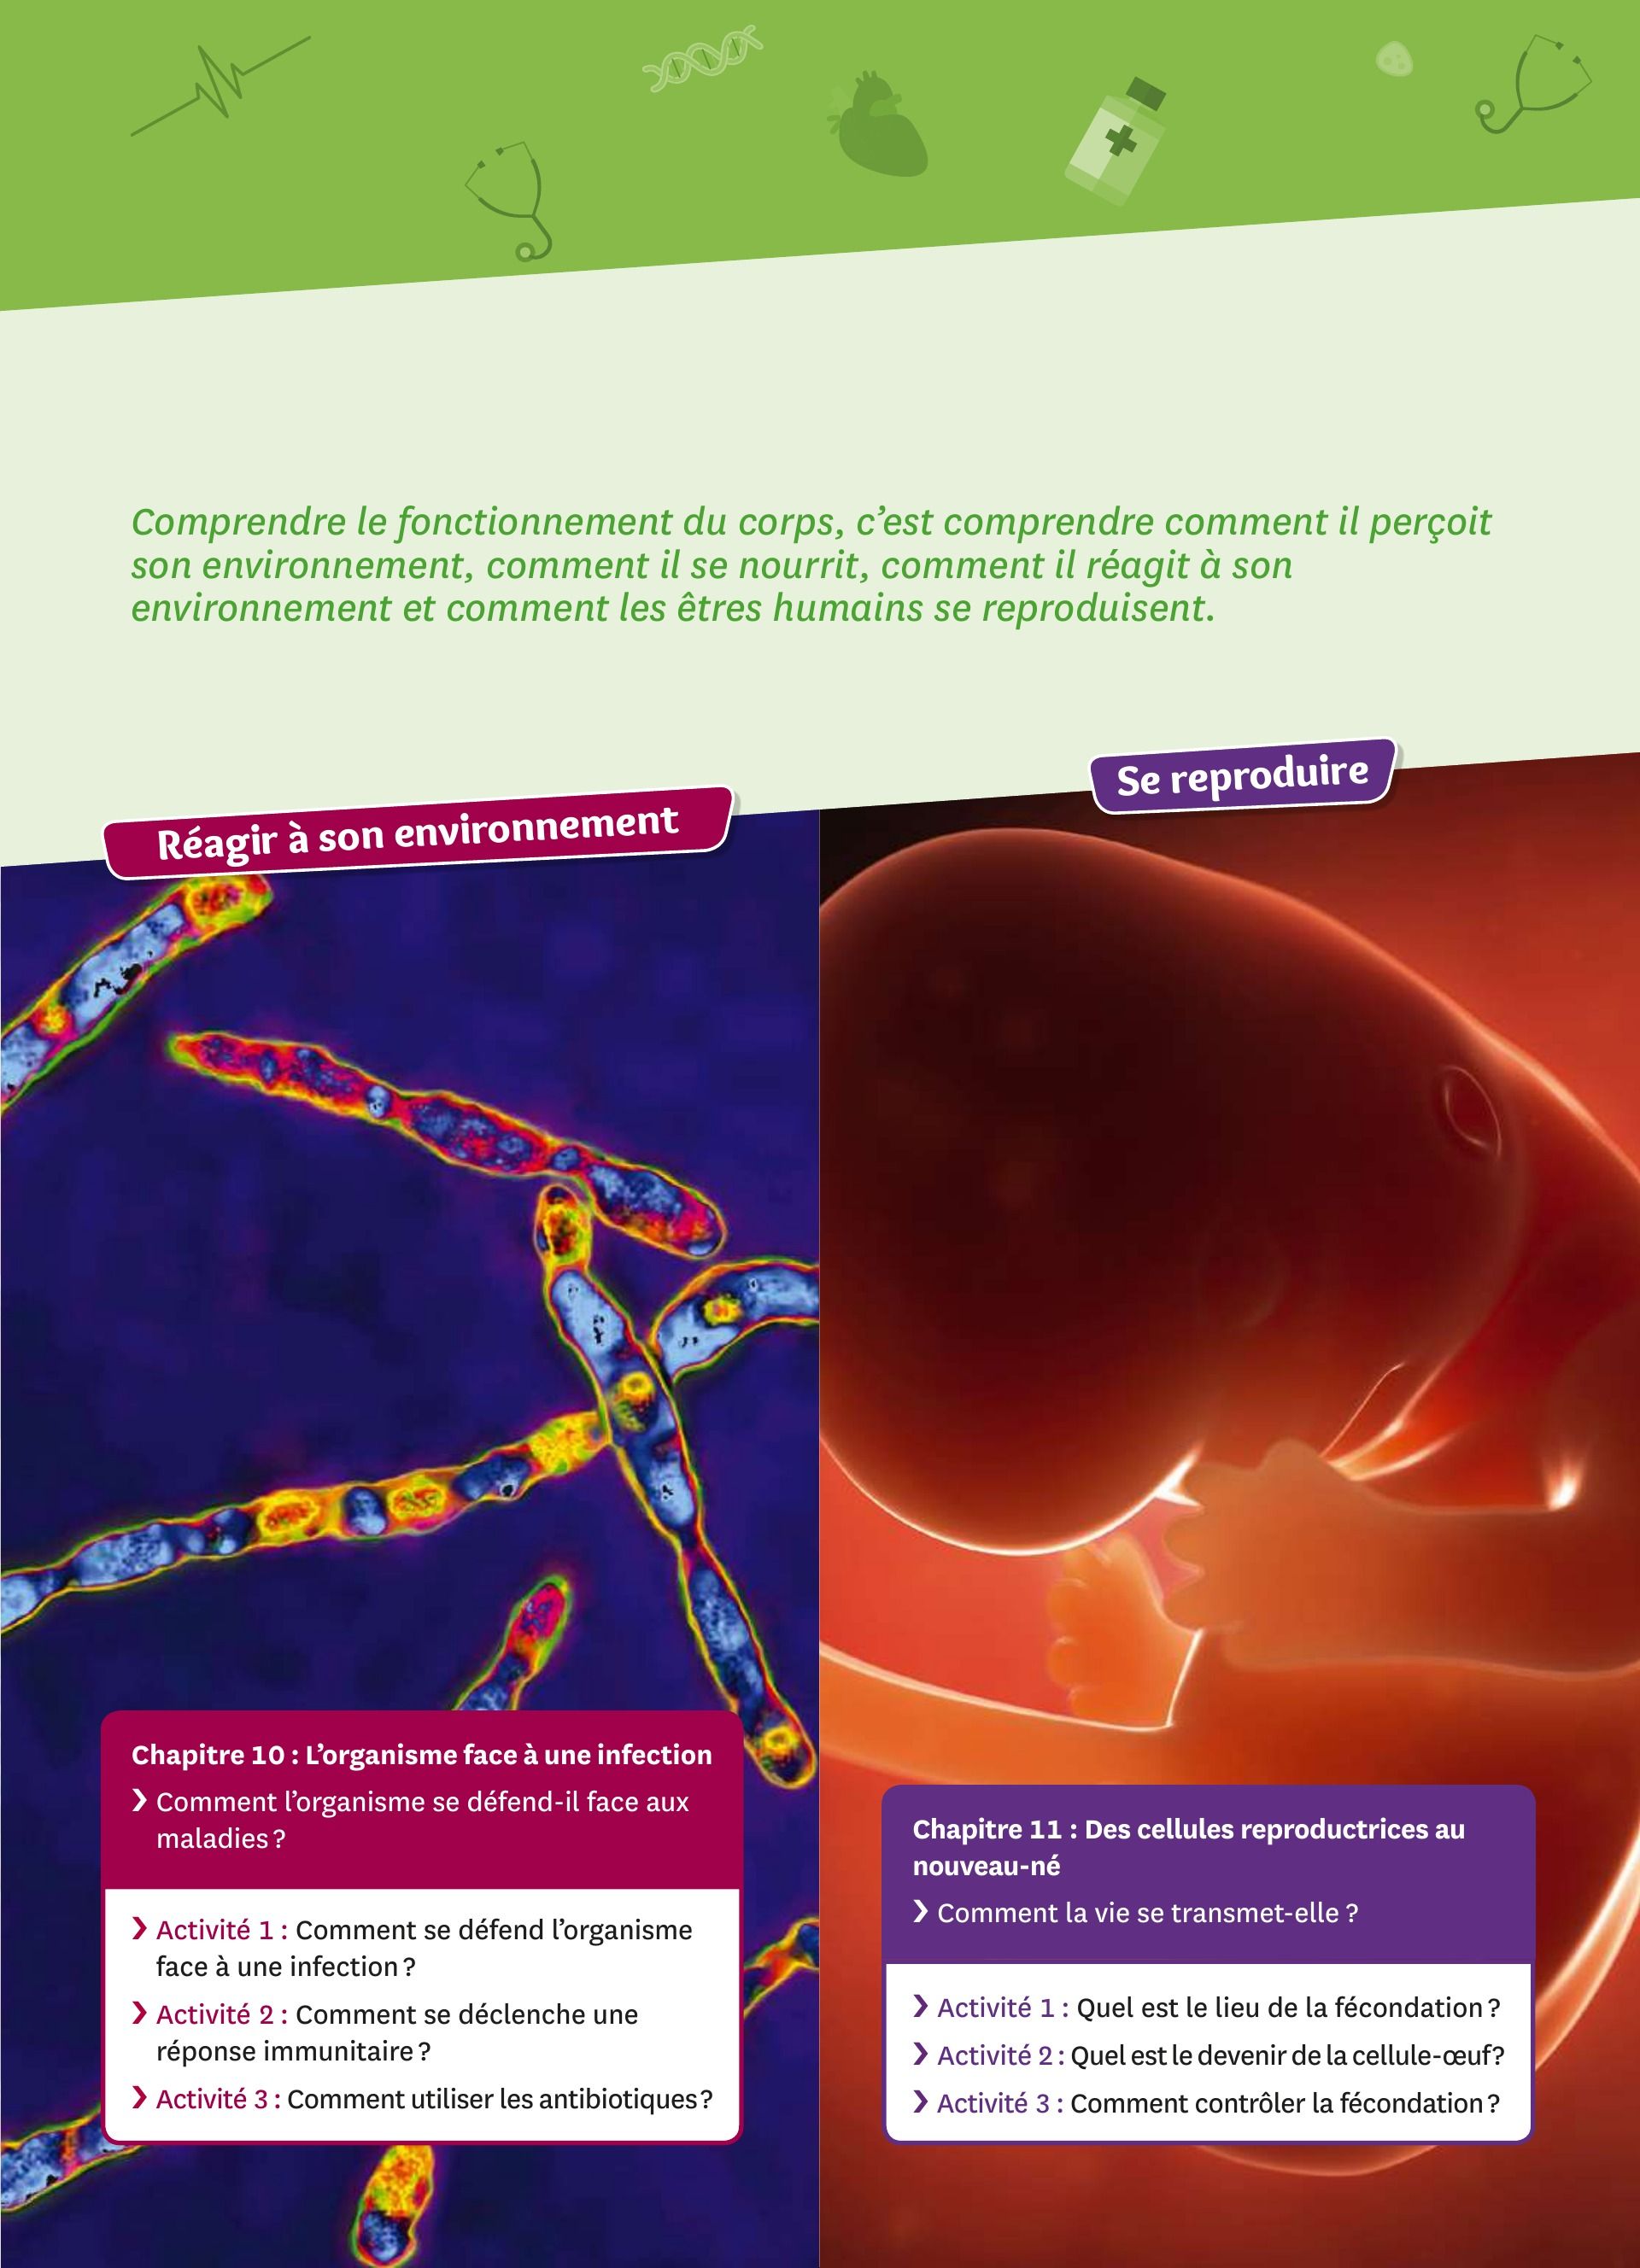 Comprendre le fonctionnement du corps, c’est comprendre comment il perçoit
son environnement, comment il se nourrit, comment il réagit à son
environnement et comment les êtres humains se reproduisent.
Réagir à son environnement
Chapitre 10 : L’organisme face à une infection
❯ Comment l’organisme se défend-il face aux
maladies ?
❯ Activité 1 : Comment se défend l’organisme
face à une infection ?
❯ Activité 2 : Comment se déclenche une
réponse immunitaire ?
❯ Activité 3 : Comment utiliser les antibiotiques ?
Se reproduire
Chapitre 11 : Des cellules reproductrices au
nouveau-né
❯ Comment la vie se transmet-elle ?
❯ Activité 1 : Quel est le lieu de la fécondation ?
❯ Activité 2 : Quel est le devenir de la cellule-œuf ?
❯ Activité 3 : Comment contrôler la fécondation ?